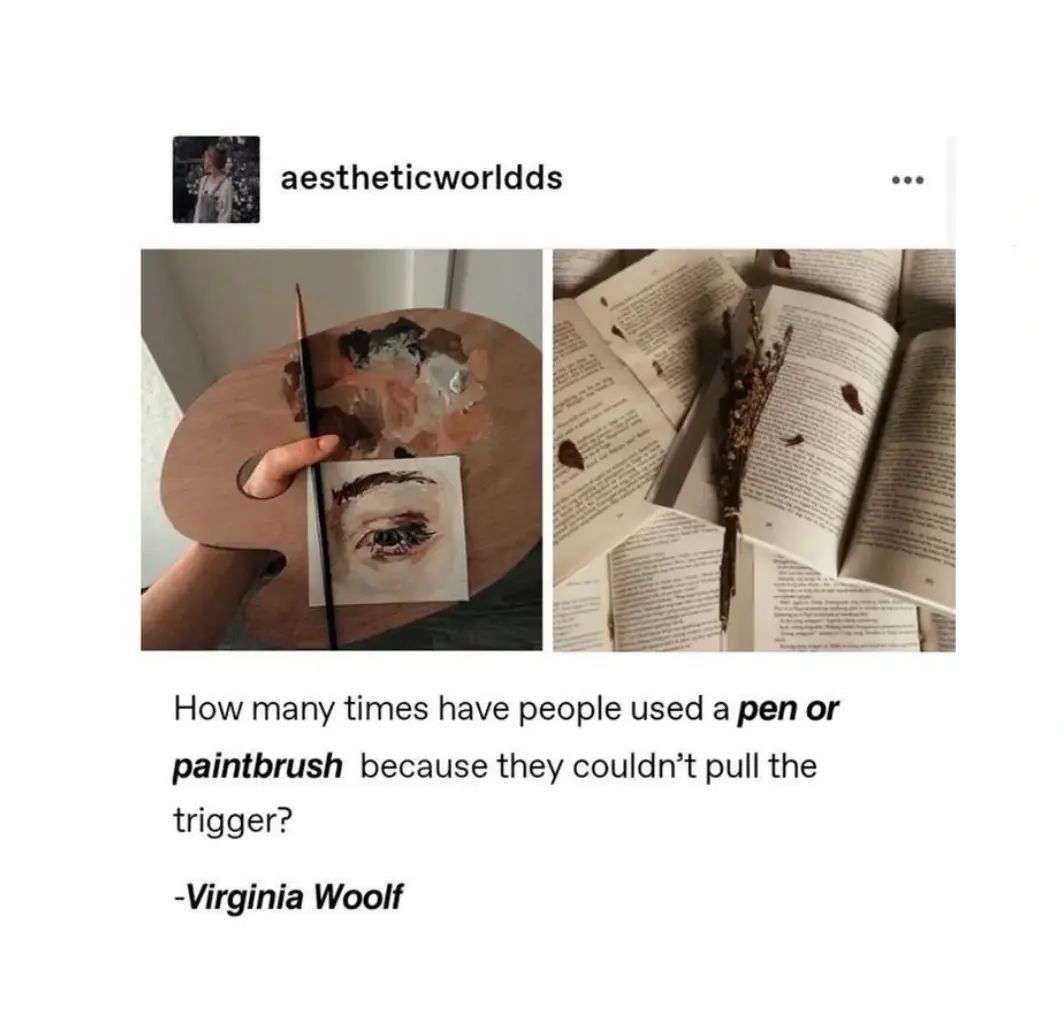 aestheticworldds
How many times have people used a pen or
paintbrush because they couldn't pull the
trigger?
-Virginia Woolf